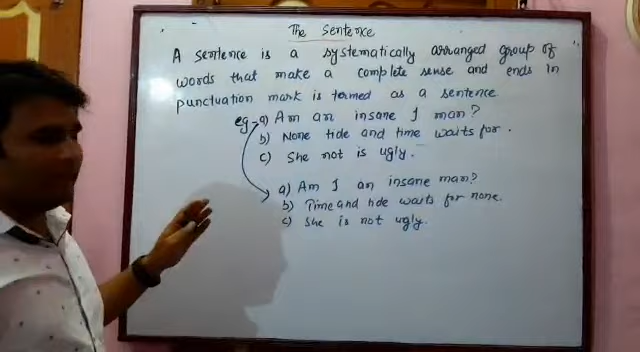 The Sentence
A sentence is a systematically arranged group of
words that make a complete sense and ends in
punctuation mark is termed as a sentence
eg - a) Am an insane I man?
b) None tide and time waits for.
c) She not is ugly.
a) Am I an insane man?
b) Time and tide waits for none.
c) She is not ugly.